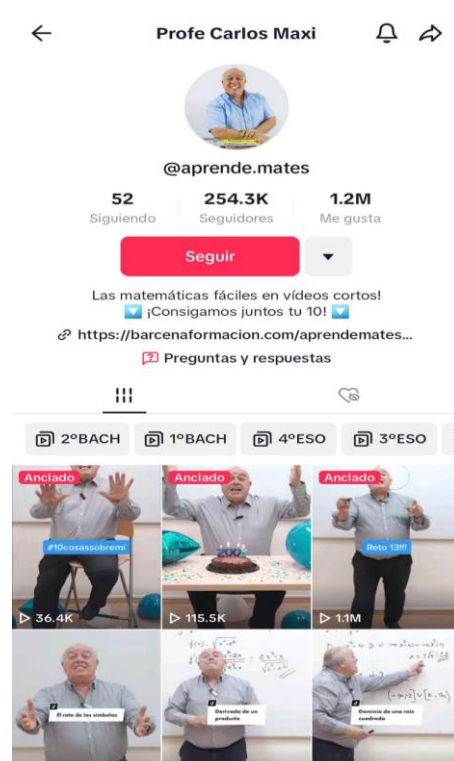 Profe Carlos Maxi
@aprende.mates
52 254.3K 1.2M
Siguiendo Seguidores Me gusta
Seguir
Las matemáticas fáciles en vídeos cortos!
¡Consigamos juntos tu 10!
https://barcenaformacion.com/aprendemates...
Preguntas y respuestas
2ºBACH 1ºBACH 4ºESO 3ºESO
Anclado Anclado Anclado
#10cosassobremi
200
Reto 13!!!
36.4K 115.5K 1.1M
El reto de los símbolos
Derivada de un
producto
Dominio de una raíz
cuadrada